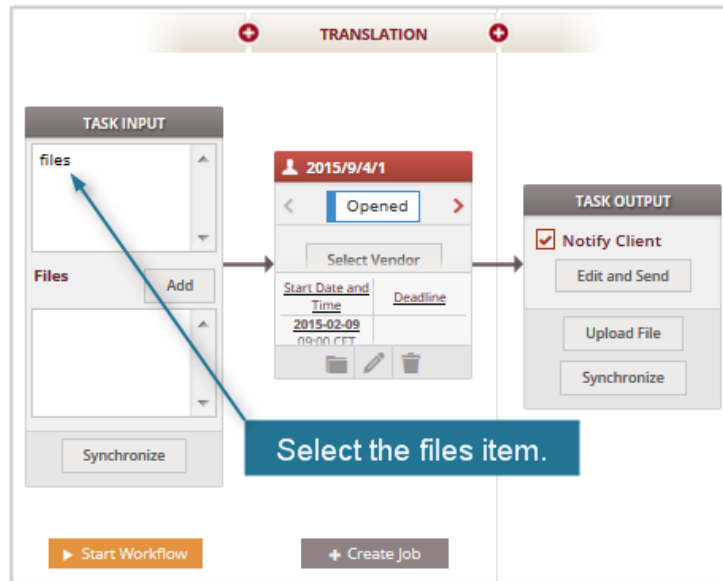 TRANSLATION
TASK INPUT
files
Files
Add
Synchronize
Start Workflow
2015/9/4/1
Opened
Select Vendor
Start Date and
Time
Deadline
2015-02-09
09:00 CET
Select the files item.
Create Job
TASK OUTPUT
Notify Client
Edit and Send
Upload File
Synchronize